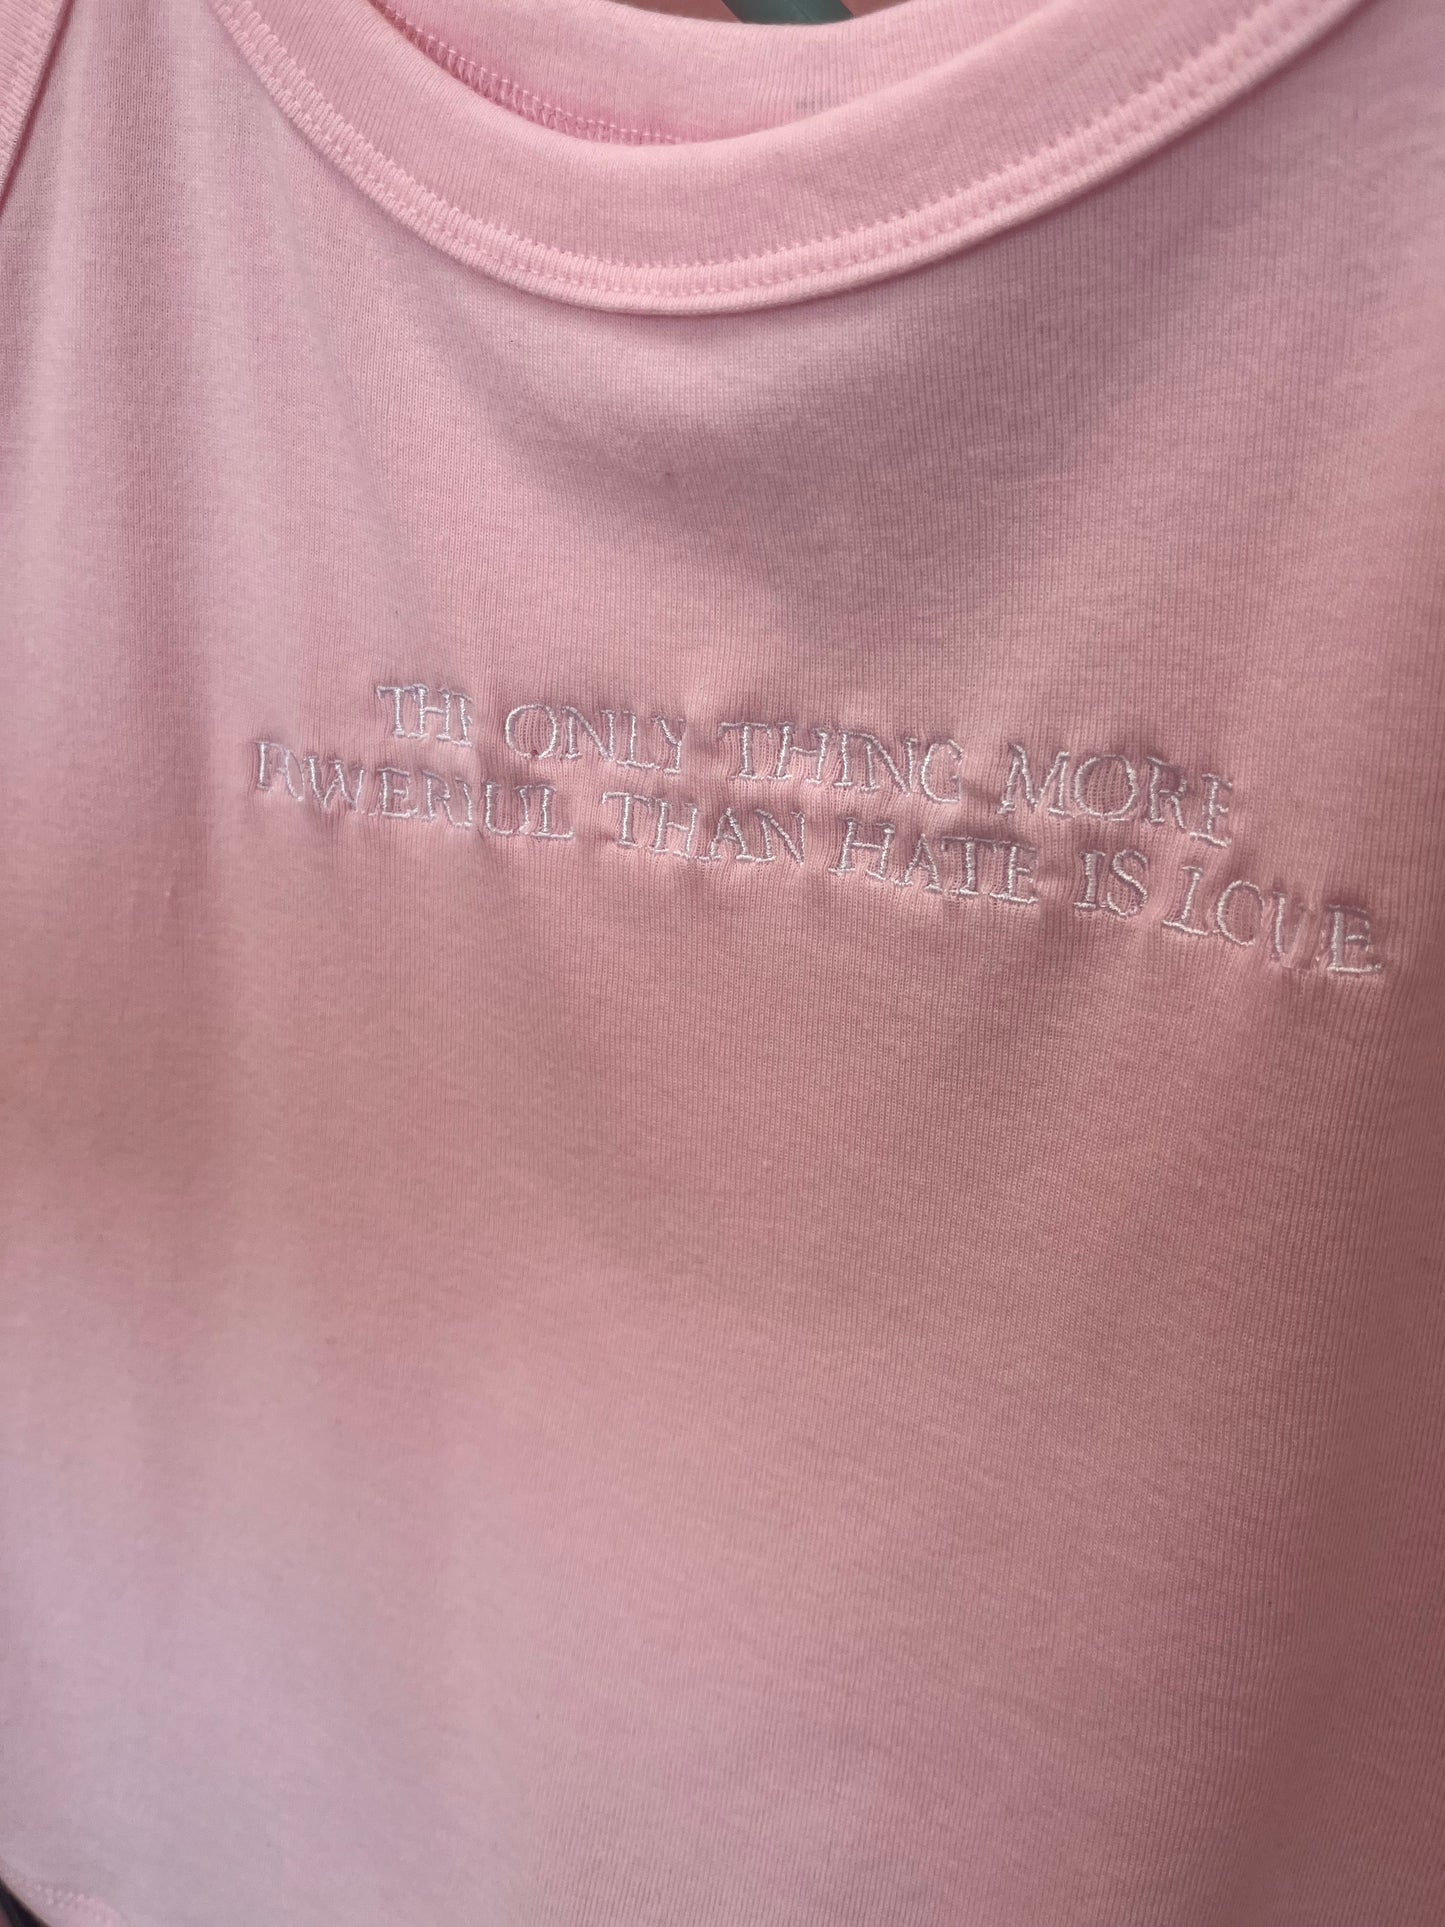 THE ONLY THING MORE
POWERFUL THAN HATE IS LOVE